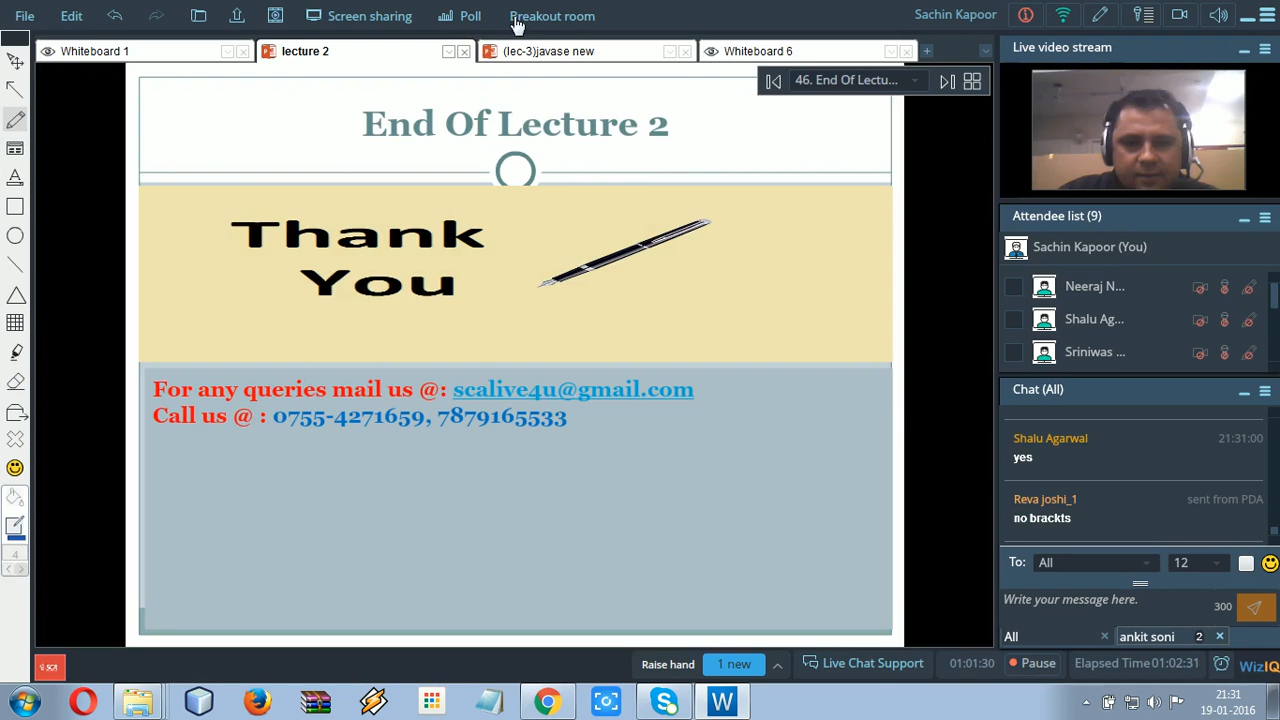 File Edit Screen sharing Poll Breakout room Sachin Kapoor
Whiteboard 1 lecture 2 (lec-3)javase new Whiteboard 6
Live video stream
46. End Of Lectu...
End Of Lecture 2
Thank
You
For any queries mail us @: scalive4u@gmail.com
Call us @ : 0755-4271659, 7879165533
Attendee list (9)
Sachin Kapoor (You)
Neeraj N...
Shalu Ag...
Sriniwas ...
Chat (All)
Shalu Agarwal 21:31:00
yes
Reva joshi_1 sent from PDA
no brackts
To: All 12
Write your message here. 300
All ankit soni 2
4
SCA
Raise hand 1 new Live Chat Support 01:01:30 Pause Elapsed Time 01:02:31 WizIQ
21:31
19-01-2016